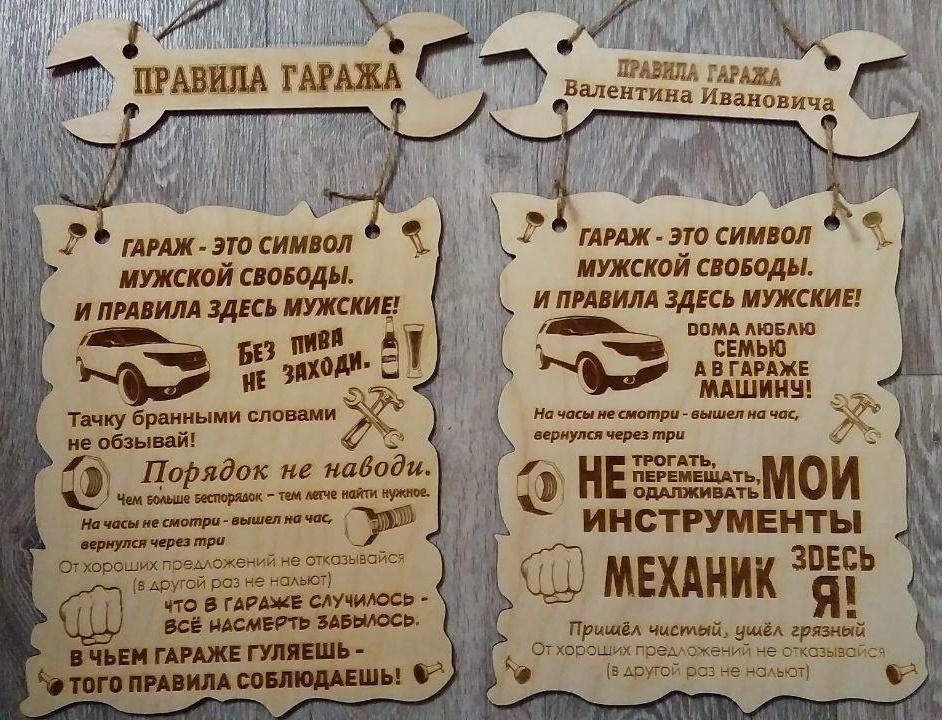 ПРАВИЛА ГАРАЖА
ГАРАЖ - ЭТО СИМВОЛ
МУЖСКОЙ СВОБОДЫ.
И ПРАВИЛА ЗДЕСЬ МУЖСКИЕ!
БЕЗ ПИВА
НЕ ЗАХОДИ.
Тачку бранными словами
не обзывай!
Порядок не наводи.
Чем больше беспорядок - тем легче найти нужное.
На часы не смотри - вышел на час,
вернулся через три
От хороших предложений не отказывайся
(в другой раз не нальют)
ЧТО В ГАРАЖЕ СЛУЧИЛОСЬ -
ВСЁ НАСМЕРТЬ ЗАБЫЛОСЬ.
В ЧЬЕМ ГАРАЖЕ ГУЛЯЕШЬ -
ТОГО ПРАВИЛА СОБЛЮДАЕШЬ!
ПРАВИЛА ГАРАЖА
Валентина Ивановича
ГАРАЖ - ЭТО СИМВОЛ
МУЖСКОЙ СВОБОДЫ.
И ПРАВИЛА ЗДЕСЬ МУЖСКИЕ!
ДОМА ЛЮБЛЮ
СЕМЬЮ
А В ГАРАЖЕ
МАШИНУ!
На часы не смотри - вышел на час,
вернулся через три
НЕ ТРОГАТЬ,
ПЕРЕМЕЩАТЬ,
ОДАЛЖИВАТЬ МОИ
ИНСТРУМЕНТЫ
МЕХАНИК ЗДЕСЬ
Я!
Пришёл чистый, ушёл грязный
От хороших предложений не отказывайся
(в другой раз не нальют)